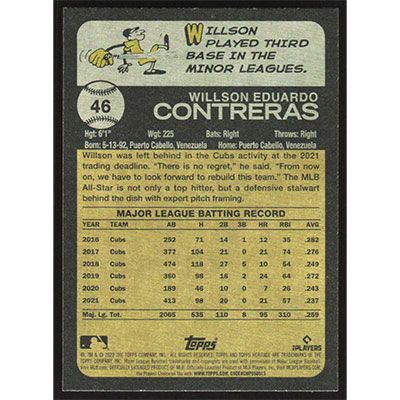 WILLSON
PLAYED THIRD
BASE IN THE
MINOR LEAGUES.
46
WILLSON EDUARDO
CONTRERAS
Hgt: 6'1" Wgt: 225 Bats: Right Throws: Right
Born: 5-13-92, Puerto Cabello, Venezuela Home: Puerto Cabello, Venezuela
Willson was left behind in the Cubs activity at the 2021
trading deadline. "There is no regret," he said. "From now
on, we have to look forward to rebuild this team." The MLB
All-Star is not only a top hitter, but a defensive stalwart
behind the dish with expert pitch framing.
MAJOR LEAGUE BATTING RECORD
YEAR TEAM AB H 2B 3B HR RBI AVG
2016 Cubs 252 71 14 1 12 35 .282
2017 Cubs 377 104 21 0 21 74 .276
2018 Cubs 474 118 27 5 10 54 .249
2019 Cubs 360 98 18 2 24 64 .272
2020 Cubs 189 46 10 0 7 26 .243
2021 Cubs 413 98 20 0 21 57 .237
Maj. Lg. Tot. 2065 535 110 8 95 310 .259
Topps
PLAYERS